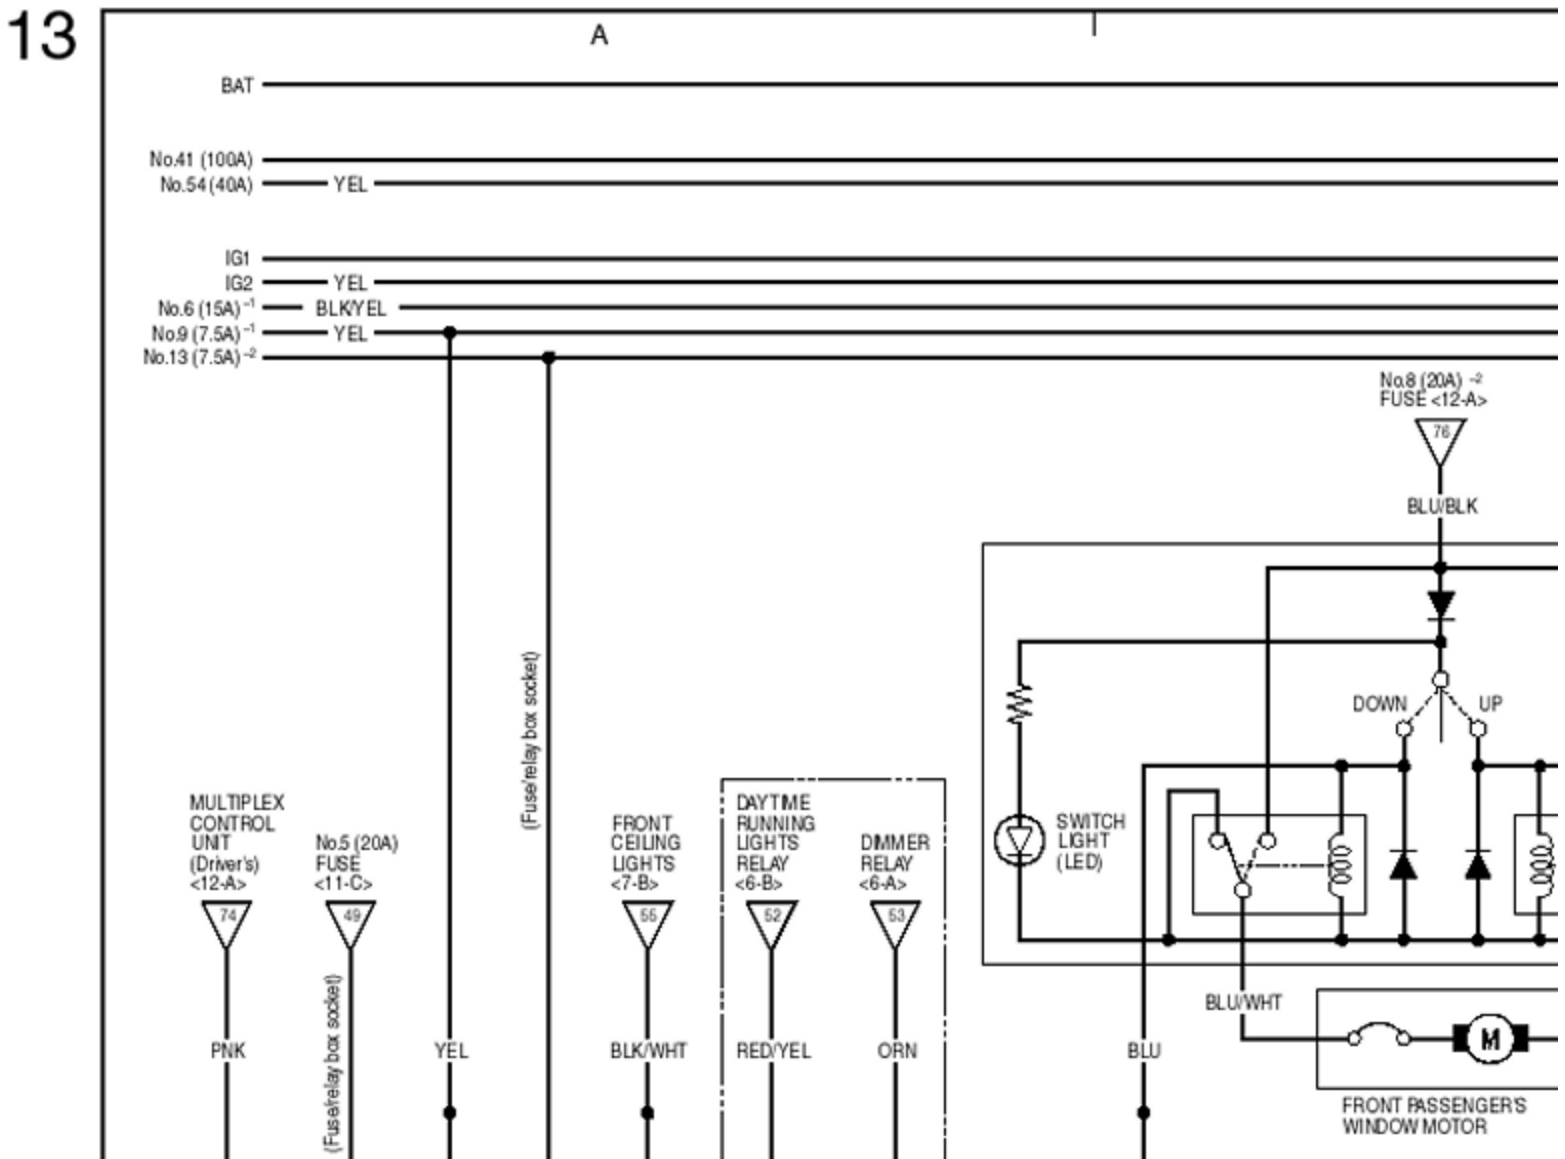 13
A
BAT
No.41 (100A)
No.54 (40A)
YEL
IG1
IG2
YEL
No.6 (15A) –1
BLK/YEL
No.9 (7.5A) –1
YEL
No.13 (7.5A) –2
No.8 (20A) –2
FUSE <12-A>
76
BLU/BLK
DOWN
UP
(Fuse/relay box socket)
MULTIPLEX
CONTROL
UNIT
(Driver's)
<12-A>
74
No.5 (20A)
FUSE
<11-C>
49
FRONT
CEILING
LIGHTS
<7-B>
55
DAYTIME
RUNNING
LIGHTS
RELAY
<6-B>
52
DIMMER
RELAY
<6-A>
53
SWITCH
LIGHT
(LED)
BLU/WHT
(Fuse/relay box socket)
PNK
YEL
BLK/WHT
RED/YEL
ORN
BLU
M
FRONT PASSENGER'S
WINDOW MOTOR